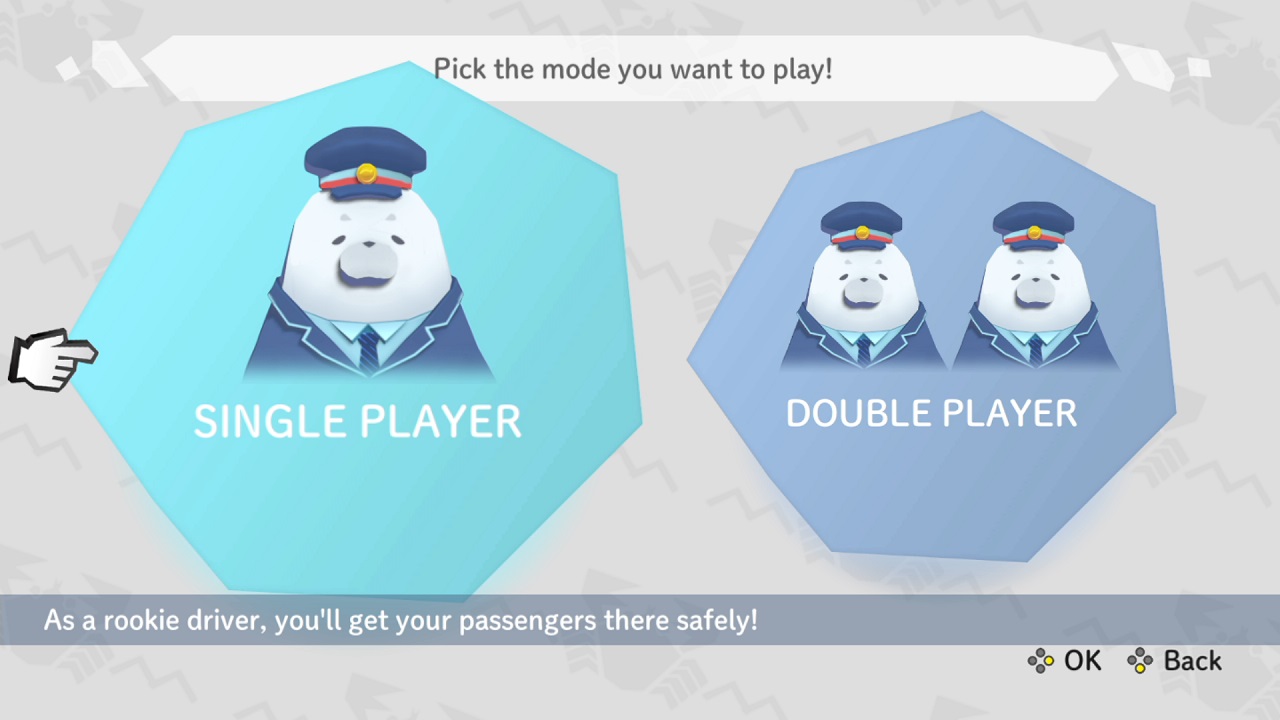 Pick the mode you want to play!
SINGLE PLAYER
DOUBLE PLAYER
As a rookie driver, you'll get your passengers there safely!
OK
Back